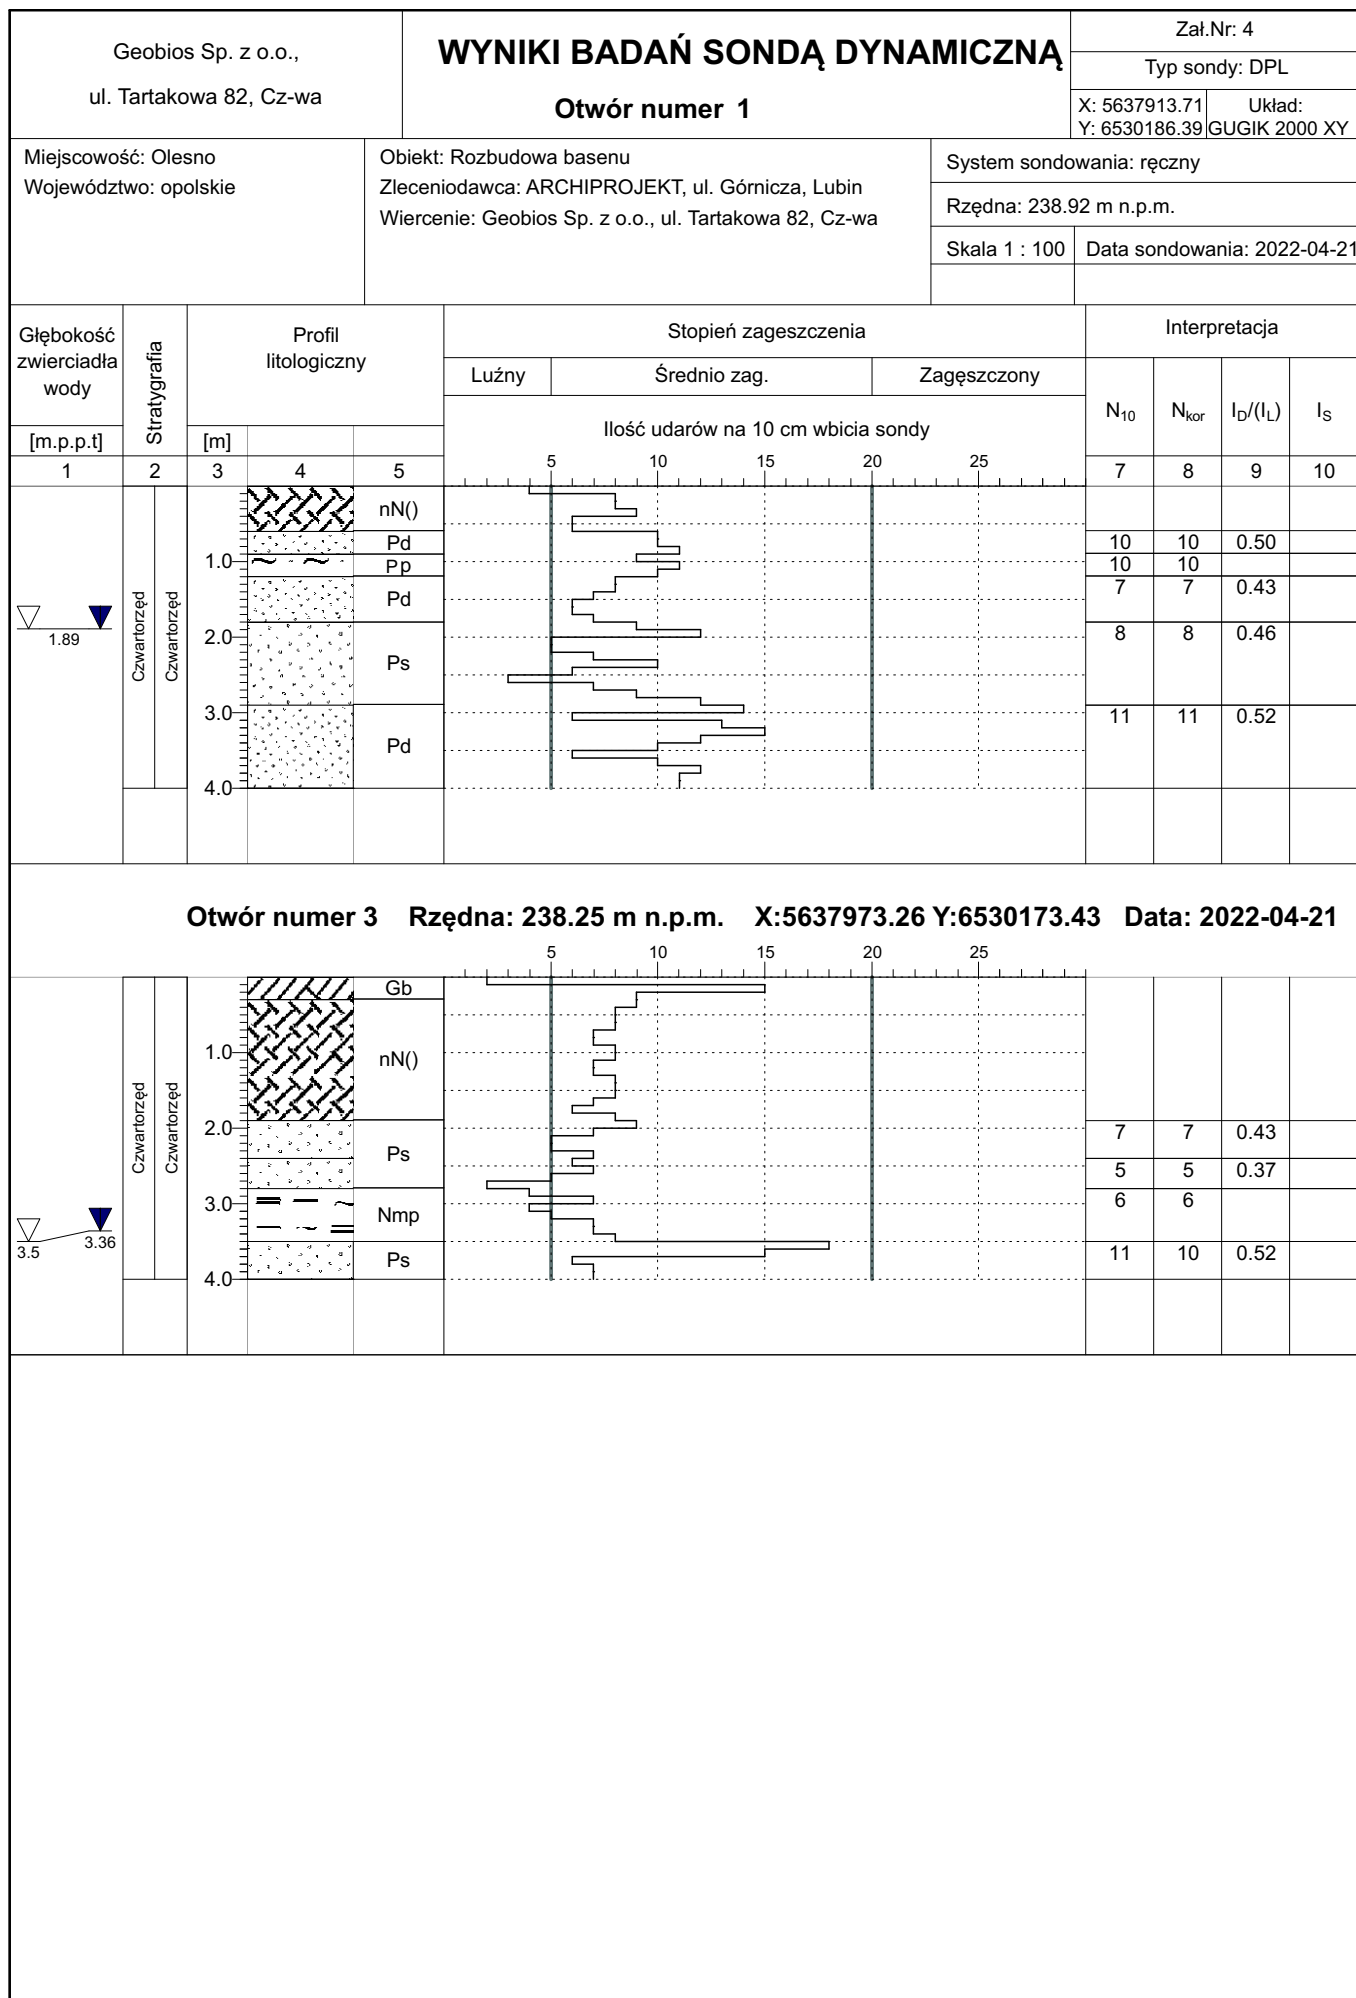 Geobios Sp. z o.o.,
ul. Tartakowa 82, Cz-wa
WYNIKI BADAŃ SONDĄ DYNAMICZNĄ
Otwór numer 1
Zał.Nr: 4
Typ sondy: DPL
X: 5637913.71
Y: 6530186.39
Układ:
GUGIK 2000 XY
Miejscowość: Olesno
Województwo: opolskie
Obiekt: Rozbudowa basenu
Zleceniodawca: ARCHIPROJEKT, ul. Górnicza, Lubin
Wiercenie: Geobios Sp. z o.o., ul. Tartakowa 82, Cz-wa
System sondowania: ręczny
Rzędna: 238.92 m n.p.m.
Skala 1 : 100
Data sondowania: 2022-04-21
Głębokość
zwierciadła
wody
[m.p.p.t]
Stratygrafia
Profil
litologiczny
[m]
Stopień zageszczenia
Luźny
Średnio zag.
Zagęszczony
Ilość udarów na 10 cm wbicia sondy
Interpretacja
N10
Nkor
ID/(IL)
IS
5 10 15 20 25
1 2 3 4 5 7 8 9 10
nN()
Pd 10 10 0.50
1.0 Pp 10 10
Pd 7 7 0.43
1.89
Czwartorzęd
Czwartorzęd
2.0 Ps 8 8 0.46
3.0 Pd 11 11 0.52
4.0
Otwór numer 3 Rzędna: 238.25 m n.p.m. X:5637973.26 Y:6530173.43 Data: 2022-04-21
5 10 15 20 25
Gb
1.0 nN()
Czwartorzęd
Czwartorzęd
2.0 Ps 7 7 0.43
5 5 0.37
3.0 Nmp 6 6
3.5 3.36
Ps 11 10 0.52
4.0